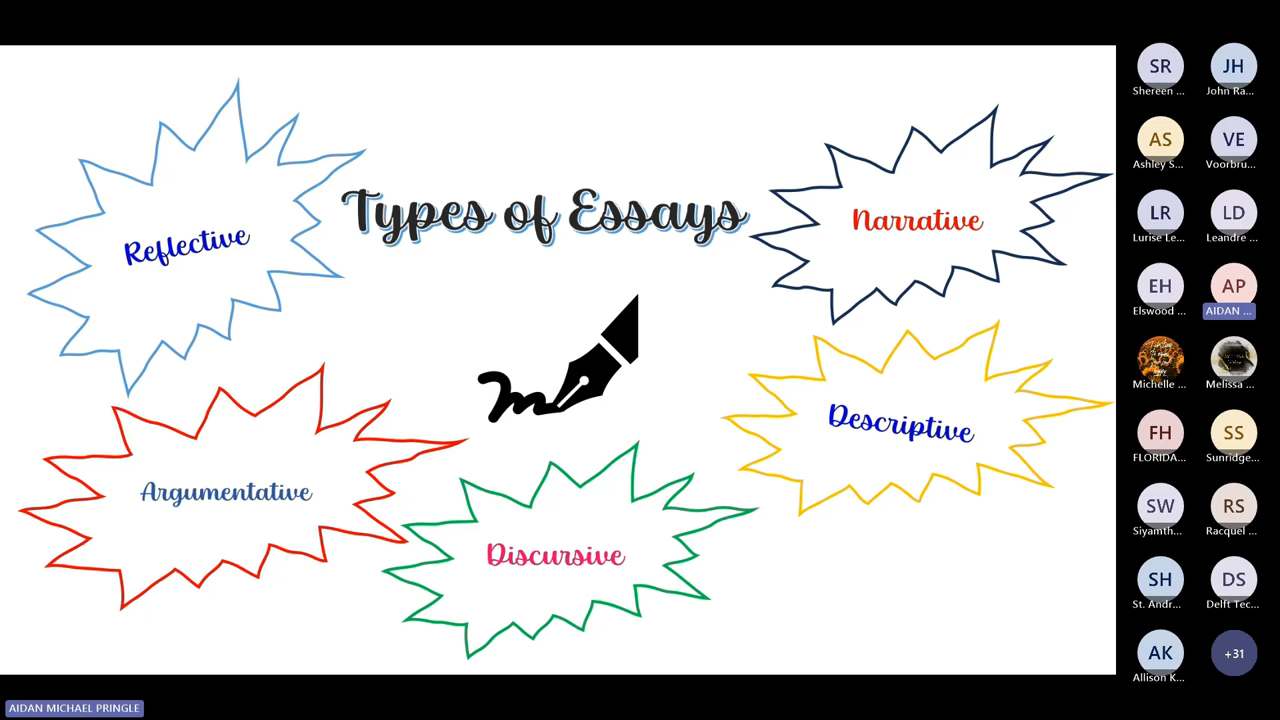 Types of Essays
Reflective
Narrative
Argumentative
Descriptive
Discursive
SR
JH
Shereen ...
John Ra...
AS
VE
Ashley S...
Voorbru...
LR
LD
Lurise Le...
Leandre ...
EH
AP
Elswood ...
AIDAN ...
Michelle ...
Melissa ...
FH
SS
FLORIDA...
Sunridge...
SW
RS
Siyamth...
Racquel ...
SH
DS
St. Andr...
Delft Tec...
AK
+31
Allison K...
AIDAN MICHAEL PRINGLE